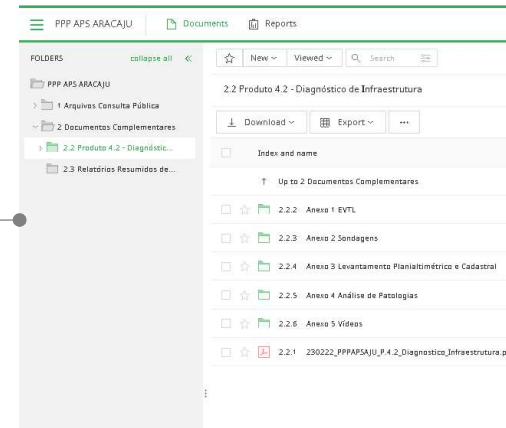 PPP APS ARACAJU
Documents
Reports
FOLDERS
collapse all
PPP APS ARACAJU
1 Arquivos Consulta Pública
2 Documentos Complementares
2.2 Produto 4.2 - Diagnóstic...
2.3 Relatórios Resumidos de...
New
Viewed
Search
2.2 Produto 4.2 - Diagnóstico de Infraestrutura
Download
Export
...
Index and name
↑ Up to 2 Documentos Complementares
2.2.2 Anexo 1 EVTL
2.2.3 Anexo 2 Sondagens
2.2.4 Anexo 3 Levantamento Planialtimétrico e Cadastral
2.2.5 Anexo 4 Análise de Patologias
2.2.6 Anexo 5 Vídeos
2.2.1 230222_PPPAPSAJU_P.4.2_Diagnostico_Infraestrutura.p